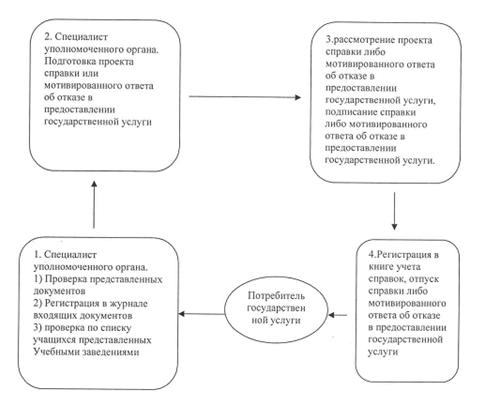 2. Специалист
уполномоченного органа.
Подготовка проекта
справки или
мотивированного ответа
об отказе в
предоставлении
государственной услуги
3.рассмотрение проекта
справки либо
мотивированного ответа
об отказе в
предоставлении
государственной услуги,
подписание справки
либо мотивированного
ответа об отказе в
предоставлении
государственной услуги.
1. Специалист
уполномоченного органа.
1) Проверка представленных
документов
2) Регистрация в журнале
входящих документов
3) проверка по списку
учащихся представленных
Учебными заведениями
Потребитель
государствен
ной услуги
4.Регистрация в
книге учета
справок, отпуск
справки либо
мотивированного
ответа об отказе
в предоставлении
государственной
услуги